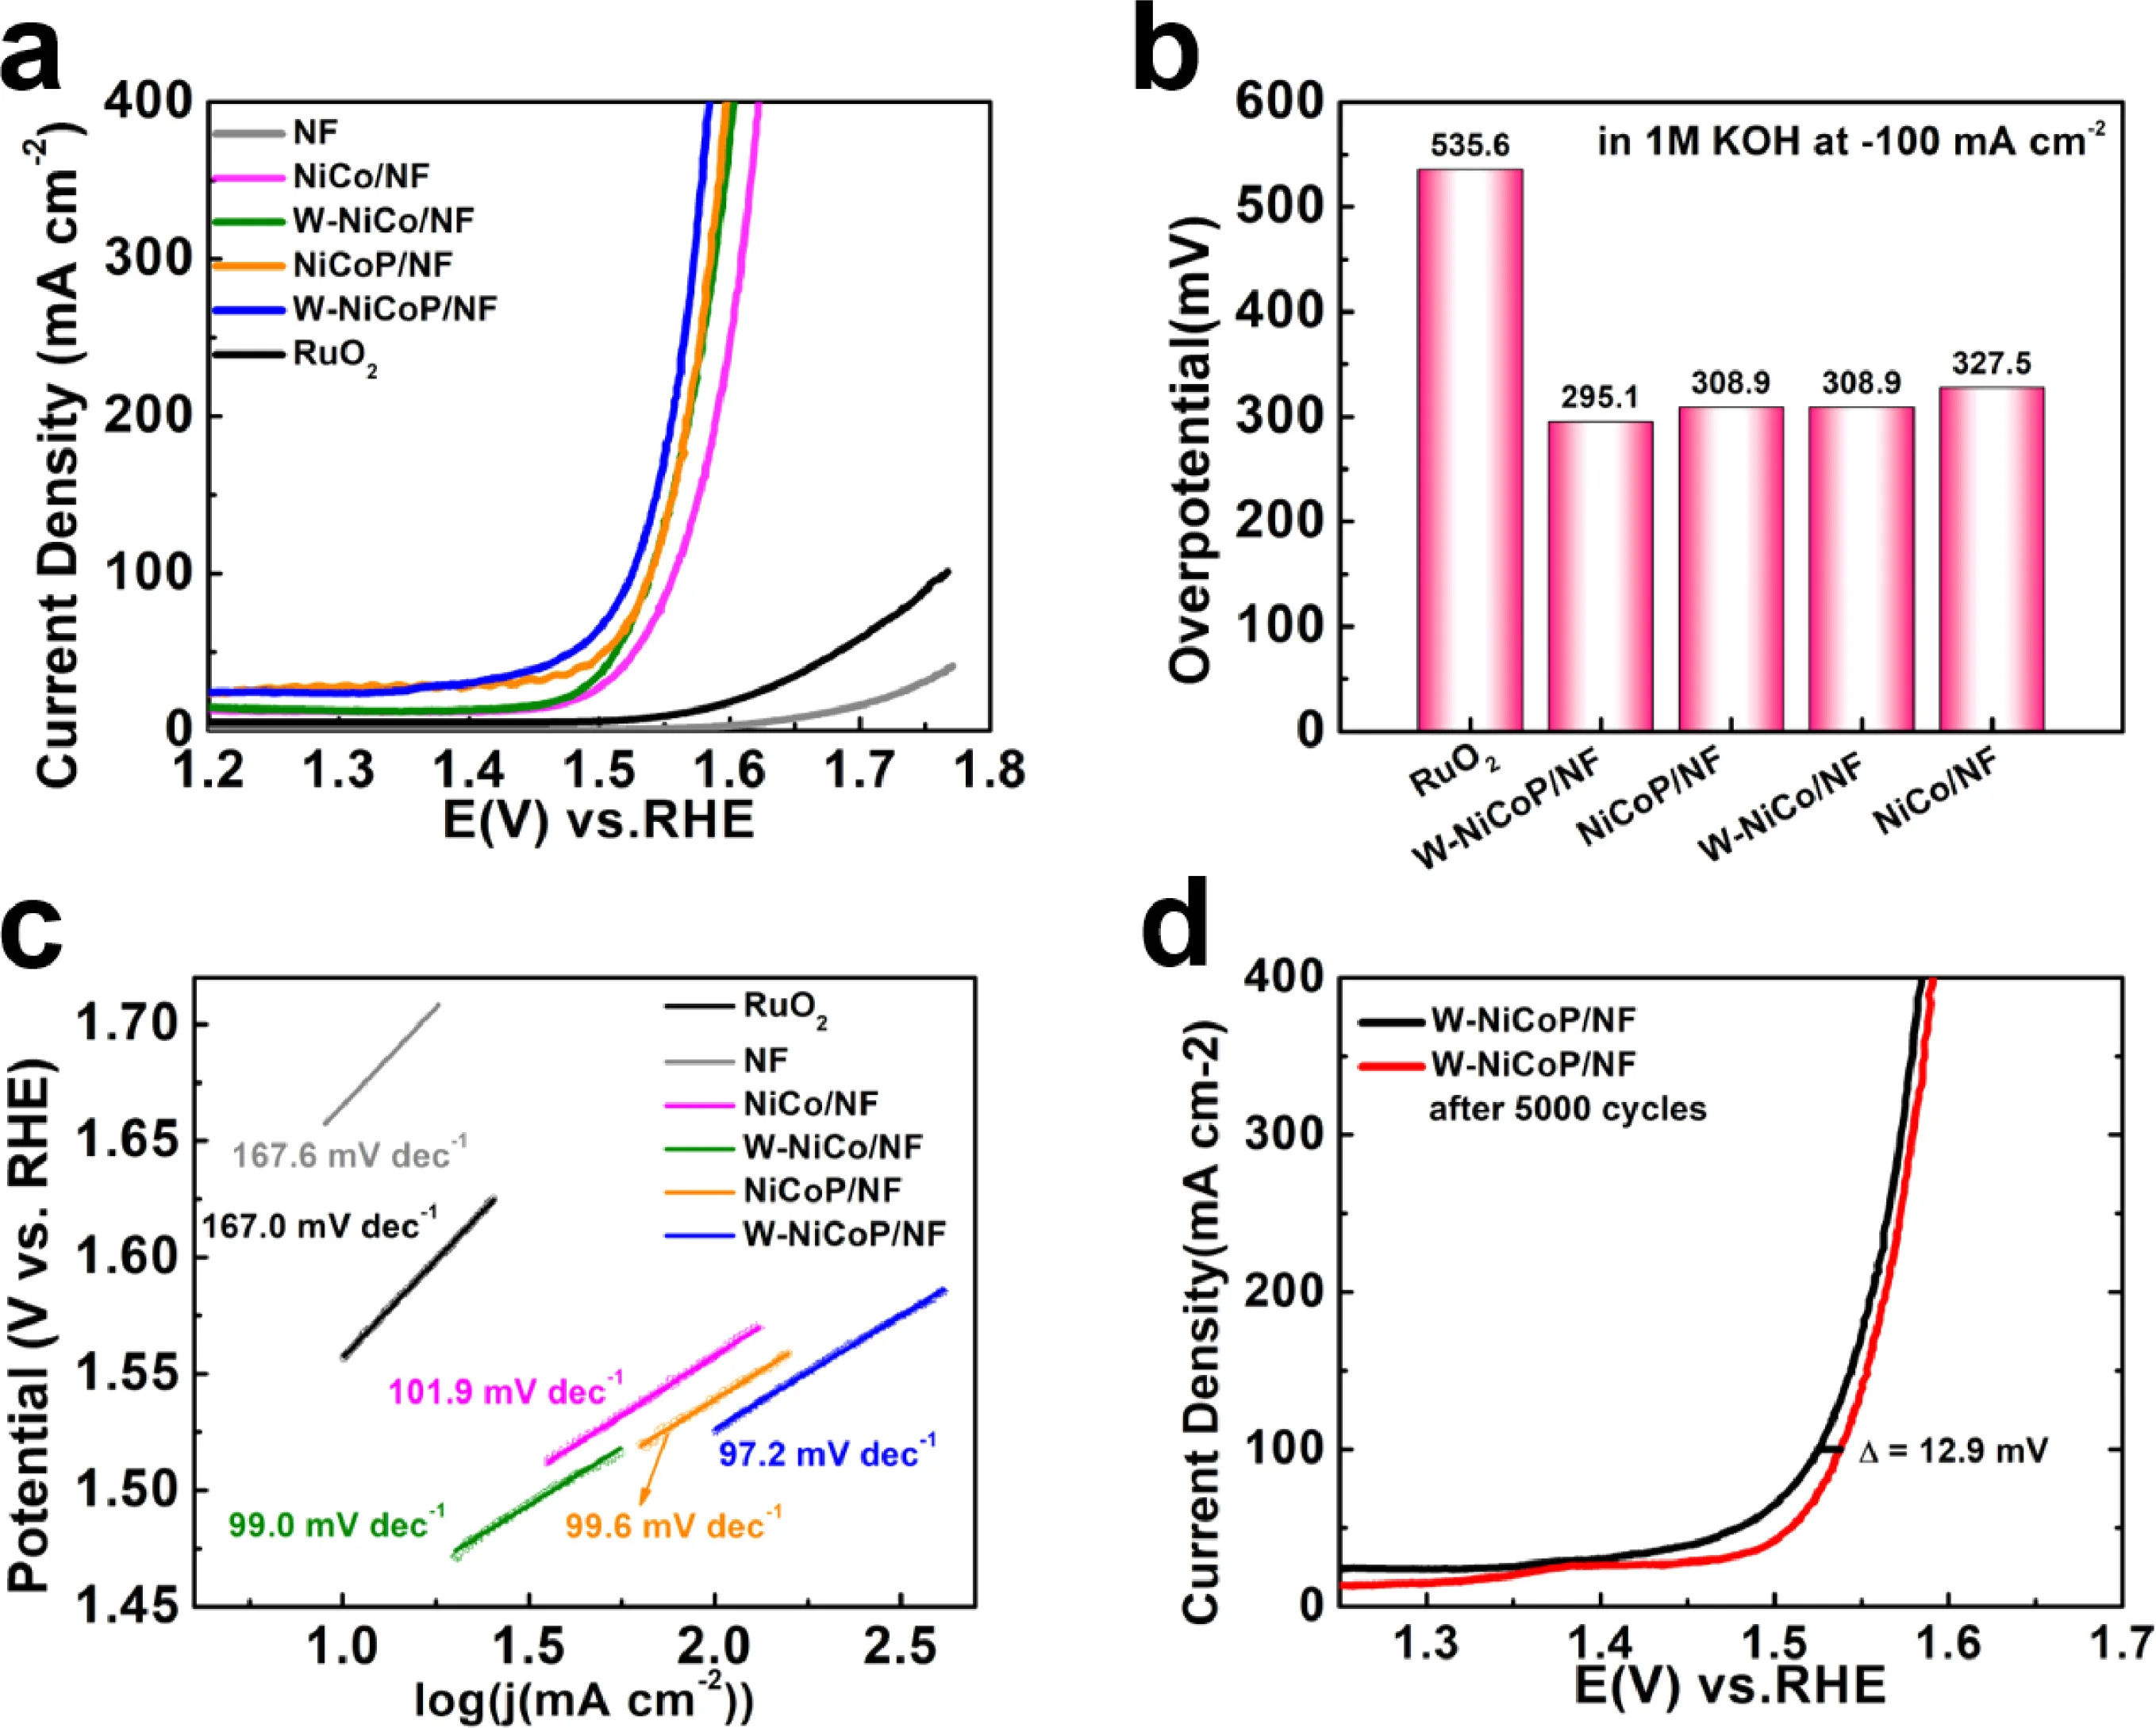 a
400
300
200
100
0
Current Density (mA cm-2)
NF
NiCo/NF
W-NiCo/NF
NiCoP/NF
W-NiCoP/NF
RuO2
1.2 1.3 1.4 1.5 1.6 1.7 1.8
E(V) vs.RHE
b
600
500
400
300
200
100
0
Overpotential(mV)
in 1M KOH at -100 mA cm-2
535.6
295.1
308.9
308.9
327.5
RuO2
W-NiCoP/NF
NiCoP/NF
W-NiCo/NF
NiCo/NF
c
1.70
1.65
1.60
1.55
1.50
1.45
Potential (V vs. RHE)
RuO2
NF
NiCo/NF
W-NiCo/NF
NiCoP/NF
W-NiCoP/NF
167.6 mV dec-1
167.0 mV dec-1
101.9 mV dec-1
97.2 mV dec-1
99.0 mV dec-1
99.6 mV dec-1
1.0 1.5 2.0 2.5
log(j(mA cm-2))
d
400
300
200
100
0
Current Density(mA cm-2)
W-NiCoP/NF
W-NiCoP/NF
after 5000 cycles
Δ = 12.9 mV
1.3 1.4 1.5 1.6 1.7
E(V) vs.RHE